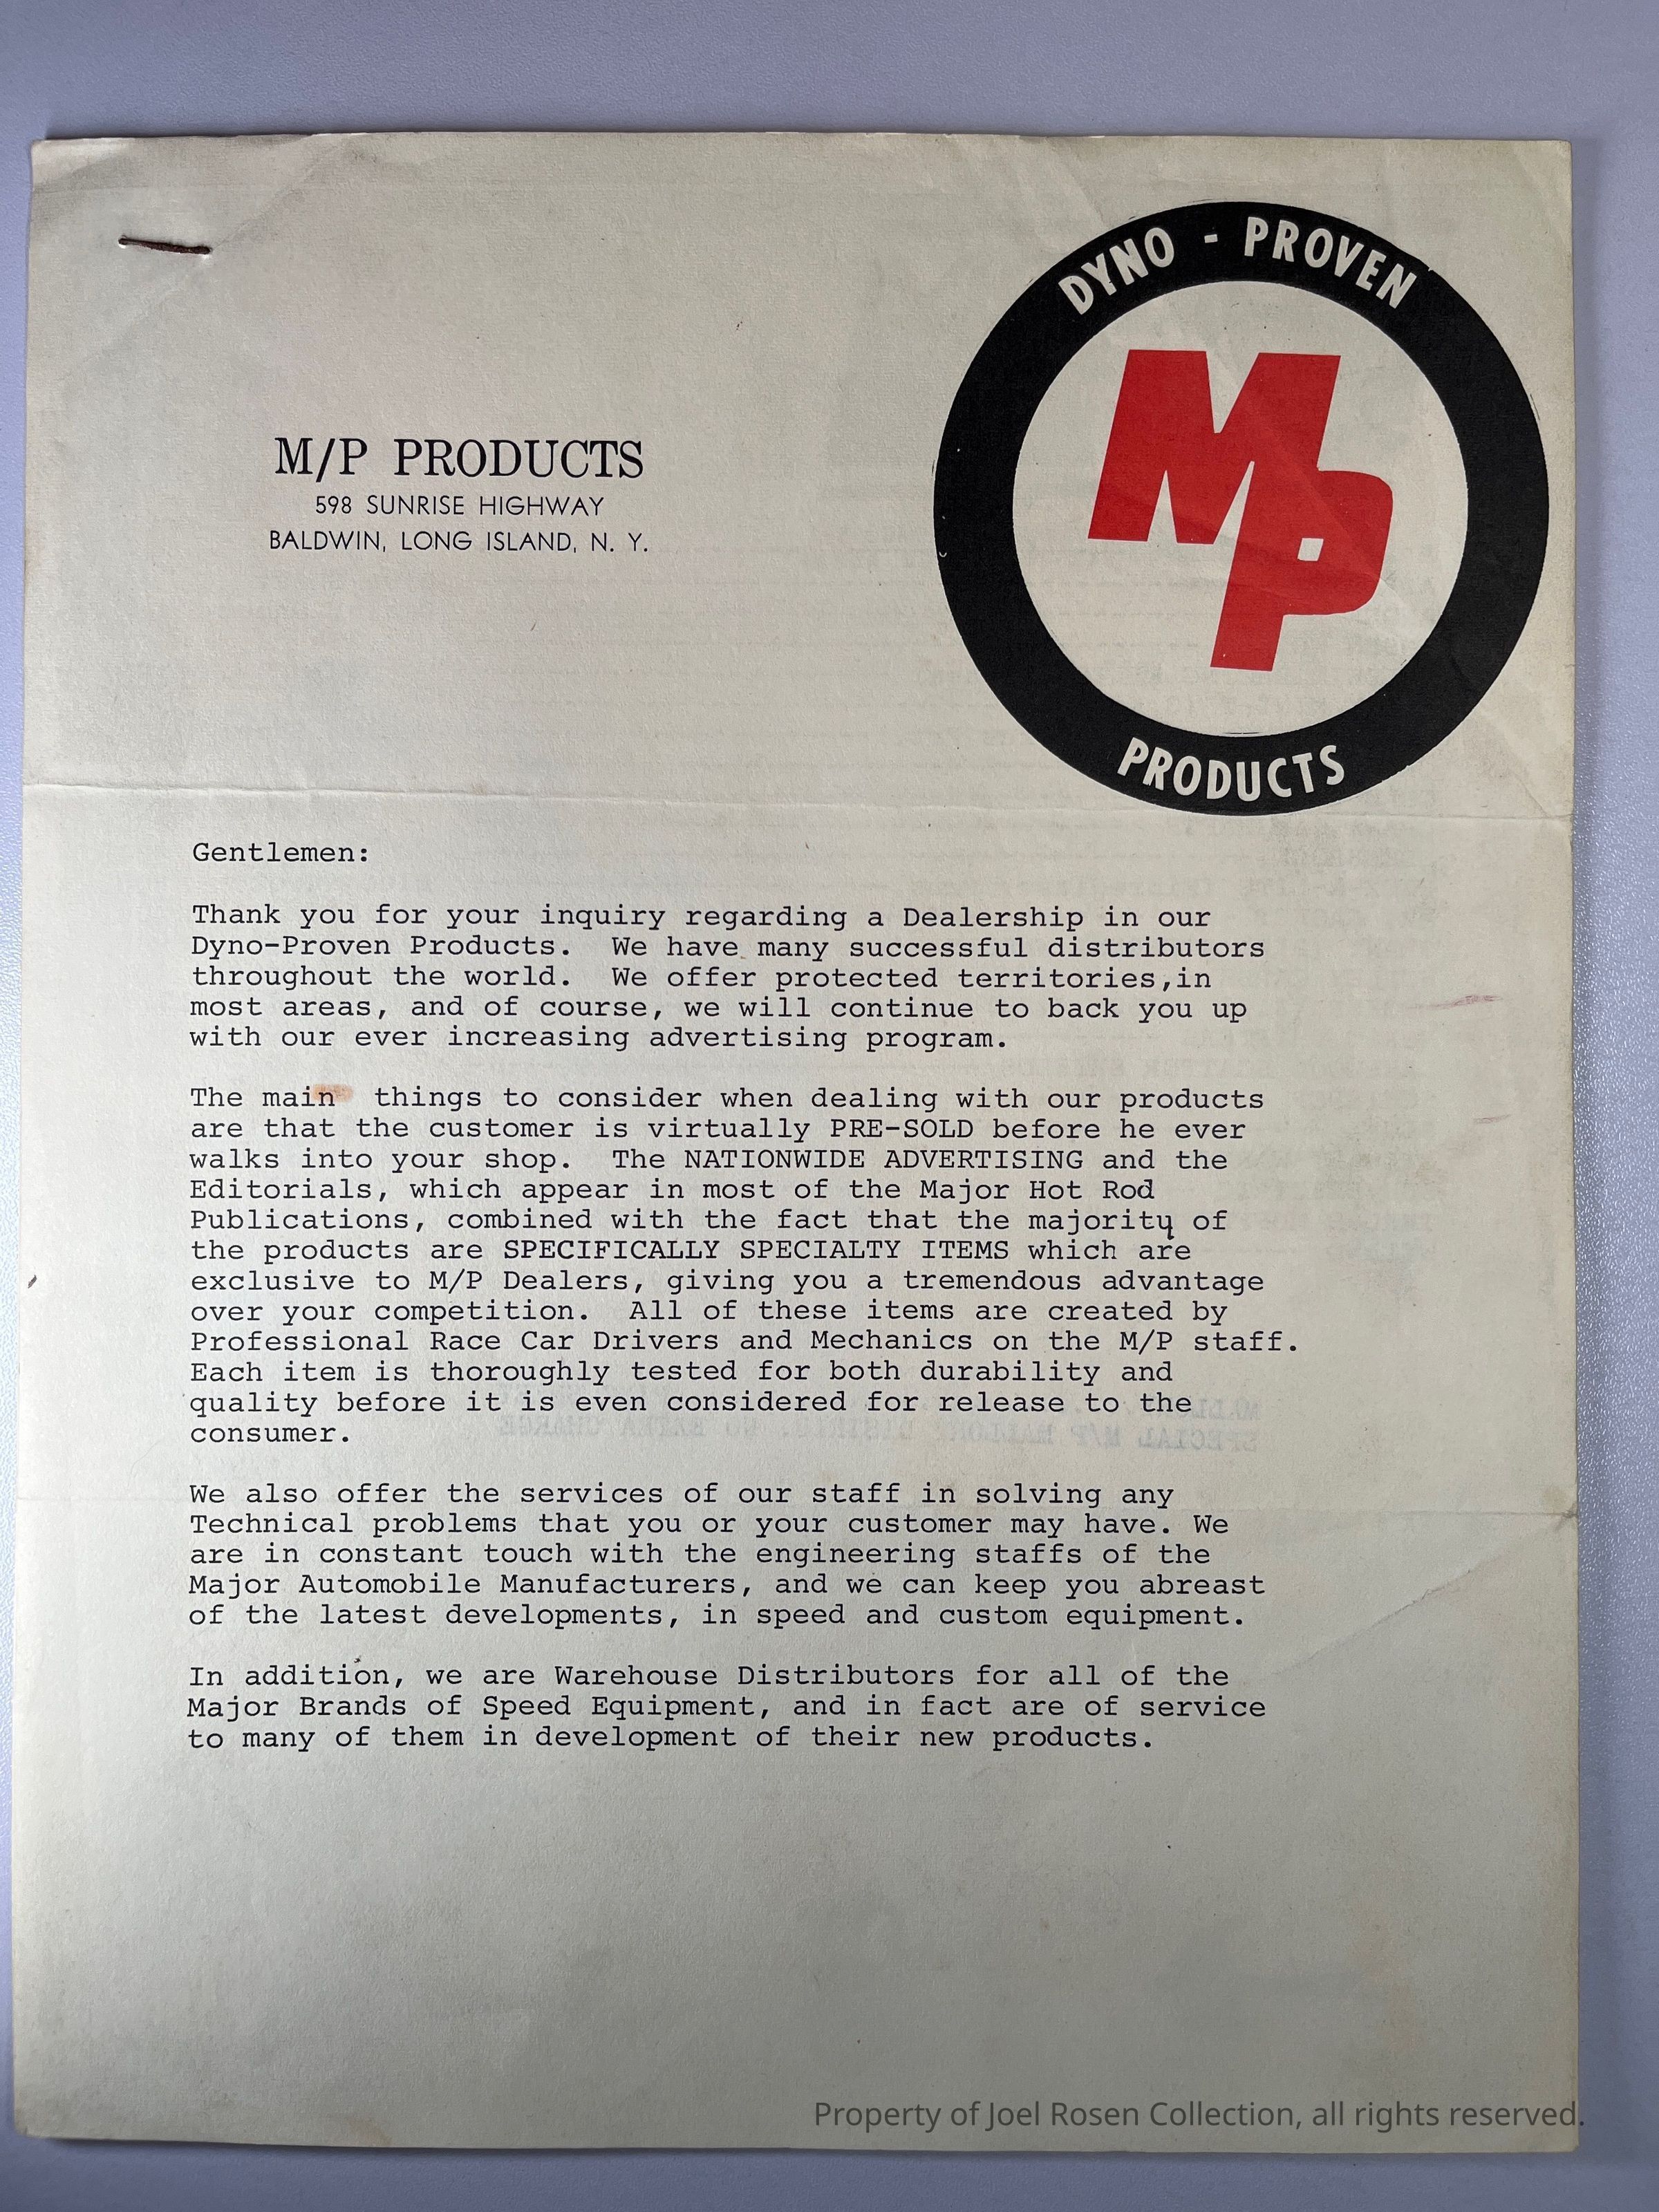 DYNO - PROVEN
MP
PRODUCTS
M/P PRODUCTS
598 SUNRISE HIGHWAY
BALDWIN, LONG ISLAND, N. Y.
Gentlemen:
Thank you for your inquiry regarding a Dealership in our
Dyno-Proven Products.  We have many successful distributors
throughout the world.  We offer protected territories,in
most areas, and of course, we will continue to back you up
with our ever increasing advertising program.
The main  things to consider when dealing with our products
are that the customer is virtually PRE-SOLD before he ever
walks into your shop.  The NATIONWIDE ADVERTISING and the
Editorials, which appear in most of the Major Hot Rod
Publications, combined with the fact that the majority of
the products are SPECIFICALLY SPECIALTY ITEMS which are
exclusive to M/P Dealers, giving you a tremendous advantage
over your competition.  All of these items are created by
Professional Race Car Drivers and Mechanics on the M/P staff.
Each item is thoroughly tested for both durability and
quality before it is even considered for release to the
consumer.
We also offer the services of our staff in solving any
Technical problems that you or your customer may have. We
are in constant touch with the engineering staffs of the
Major Automobile Manufacturers, and we can keep you abreast
of the latest developments, in speed and custom equipment.
In addition, we are Warehouse Distributors for all of the
Major Brands of Speed Equipment, and in fact are of service
to many of them in development of their new products.
Property of Joel Rosen Collection, all rights reserved.